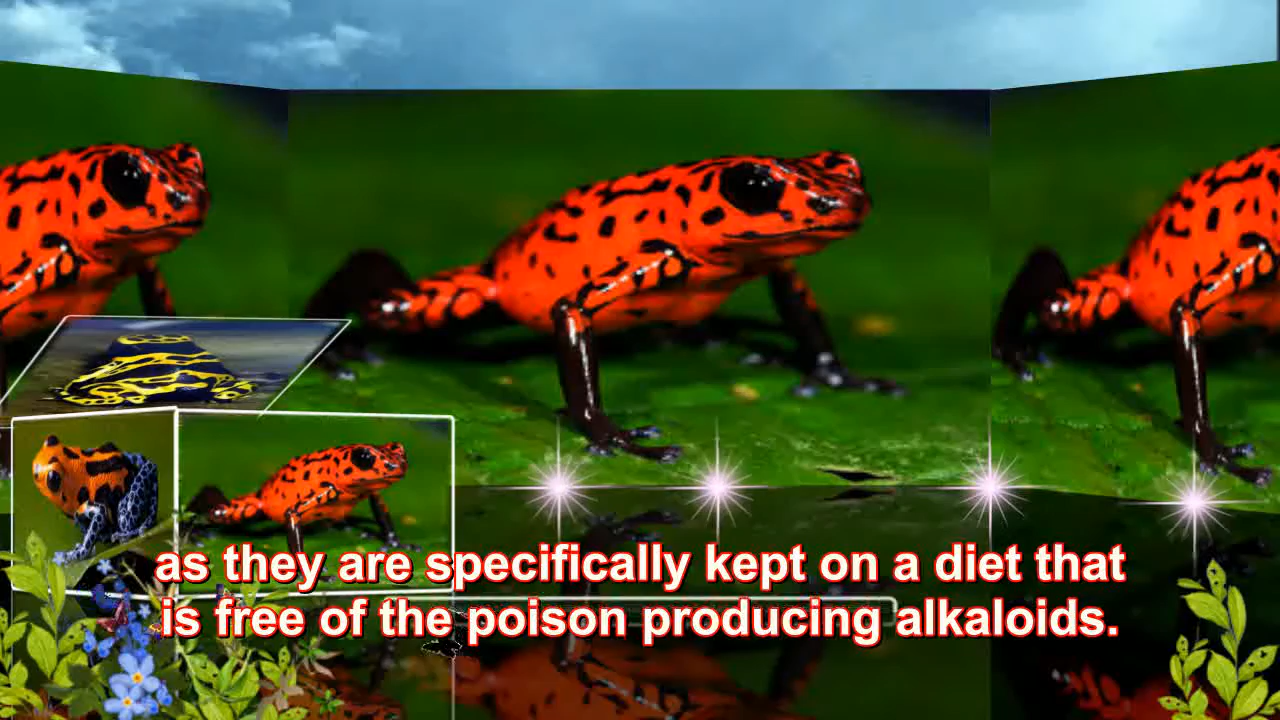 as they are specifically kept on a diet that
is free of the poison producing alkaloids.